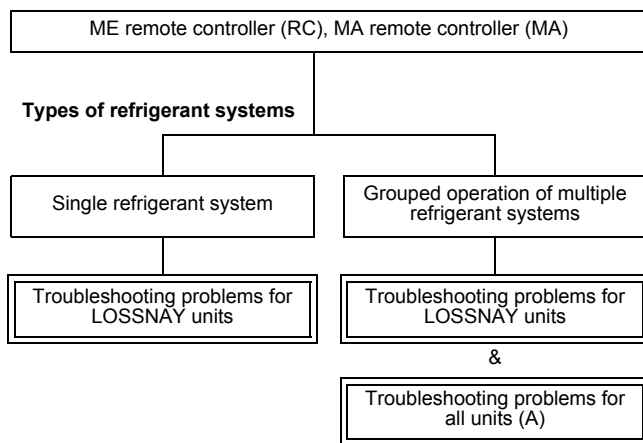 ME remote controller (RC), MA remote controller (MA)
Types of refrigerant systems
Single refrigerant system
Grouped operation of multiple
refrigerant systems
Troubleshooting problems for
LOSSNAY units
Troubleshooting problems for
LOSSNAY units
&
Troubleshooting problems for
all units (A)